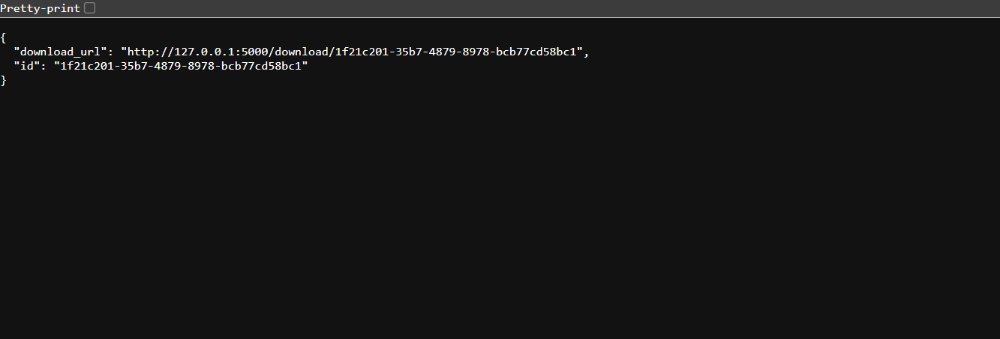 Pretty-print
{
  "download_url": "http://127.0.0.1:5000/download/1f21c201-35b7-4879-8978-bcb77cd58bc1",
  "id": "1f21c201-35b7-4879-8978-bcb77cd58bc1"
}